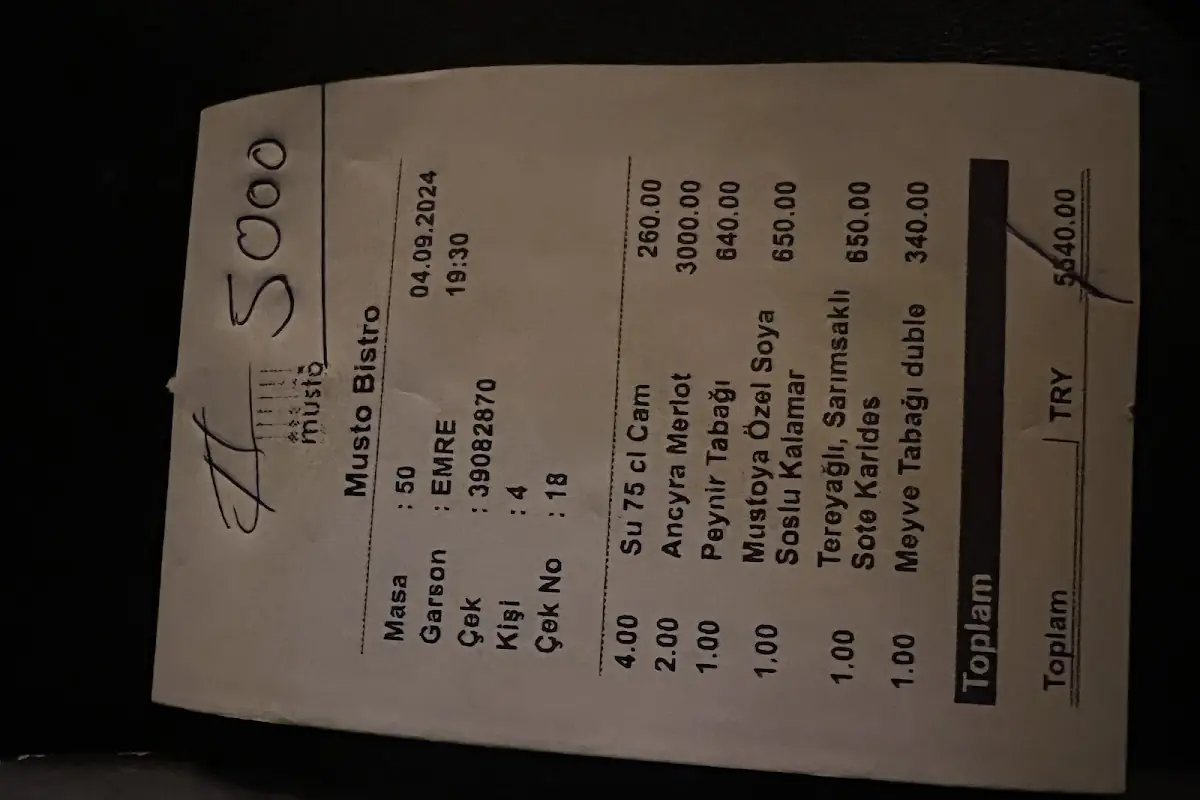 # 5000
musto
Musto Bistro
Masa : 50 04.09.2024
Garson : EMRE 19:30
Çek : 39082870
Kişi : 4
Çek No : 18
4.00 Su 75 cl Cam 260.00
2.00 Ancyra Merlot 3000.00
1.00 Peynir Tabağı 640.00
1,00 Mustoya Özel Soya 650.00
Soslu Kalamar
1.00 Tereyağlı, Sarımsaklı 650.00
Sote Karides
1.00 Meyve Tabağı duble 340.00
Toplam
Toplam TRY 5540.00